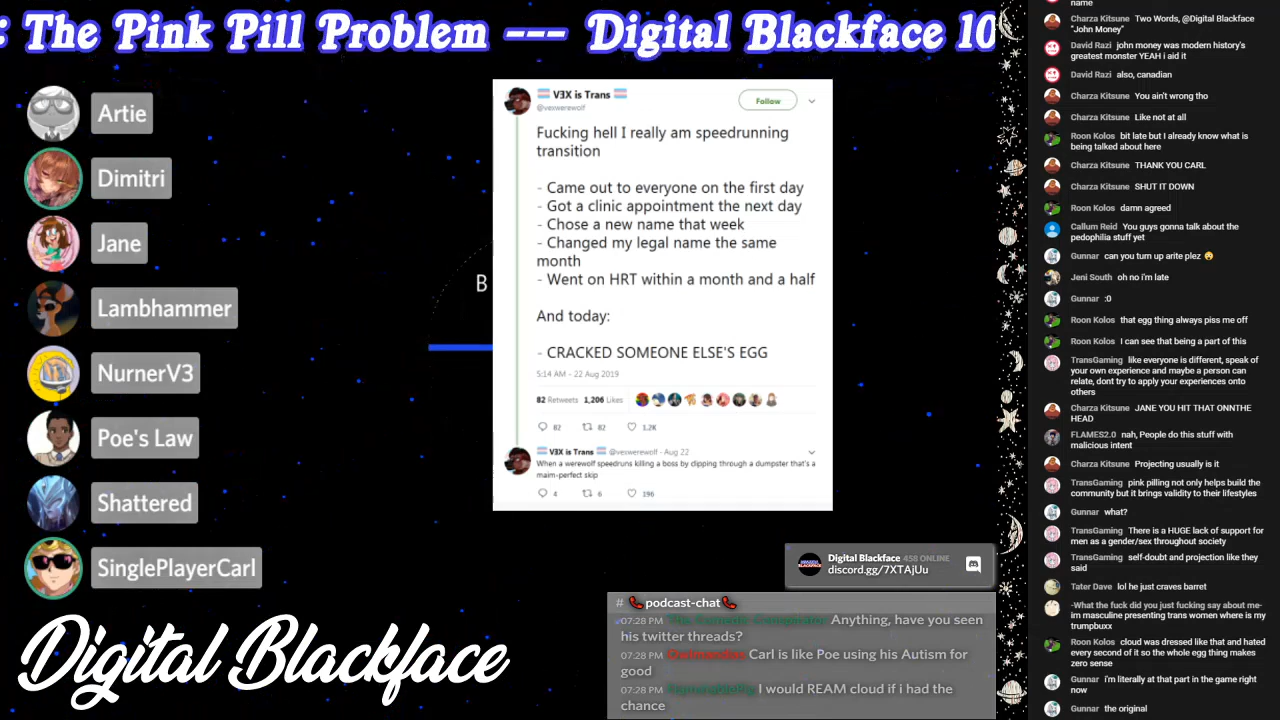 : The Pink Pill Problem --- Digital Blackface 10
Artie
Dimitri
Jane
Lambhammer
NurnerV3
Poe's Law
Shattered
SinglePlayerCarl
Digital Blackface
B
V3X is Trans
@vexwerewolf
Follow
Fucking hell I really am speedrunning
transition
- Came out to everyone on the first day
- Got a clinic appointment the next day
- Chose a new name that week
- Changed my legal name the same
month
- Went on HRT within a month and a half
And today:
- CRACKED SOMEONE ELSE'S EGG
5:14 AM - 22 Aug 2019
82 Retweets 1,206 Likes
82 82 1.2K
V3X is Trans @vexwerewolf - Aug 22
When a werewolf speedruns killing a boss by clipping through a dumpster that's a
maim-perfect skip
4 6 196
Digital Blackface 458 ONLINE
discord.gg/7XTAjUu
# podcast-chat
07:28 PM Anything, have you seen
his twitter threads?
07:28 PM Carl is like Poe using his Autism for
good
07:28 PM I would REAM cloud if i had the
chance
name
Charza Kitsune Two Words, @Digital Blackface
"John Money"
David Razi john money was modern history's
greatest monster YEAH i aid it
David Razi also, canadian
Charza Kitsune You ain't wrong tho
Charza Kitsune Like not at all
Roon Kolos bit late but I already know what is
being talked about here
Charza Kitsune THANK YOU CARL
Charza Kitsune SHUT IT DOWN
Roon Kolos damn agreed
Callum Reid You guys gonna talk about the
pedophilia stuff yet
Gunnar can you turn up arite plez 😧
Jeni South oh no i'm late
Gunnar :0
Roon Kolos that egg thing always piss me off
Roon Kolos I can see that being a part of this
TransGaming like everyone is different, speak of
your own experience and maybe a person can
relate, dont try to apply your experiences onto
others
Charza Kitsune JANE YOU HIT THAT ONNTHE
HEAD
FLAMES2.0 nah, People do this stuff with
malicious intent
Charza Kitsune Projecting usually is it
TransGaming pink pilling not only helps build the
community but it brings validity to their lifestyles
Gunnar what?
TransGaming There is a HUGE lack of support for
men as a gender/sex throughout society
TransGaming self-doubt and projection like they
said
Tater Dave lol he just craves barret
-What the fuck did you just fucking say about me-
im masculine presenting trans women where is my
trumpbuxx
Roon Kolos cloud was dressed like that and hated
every second of it so the whole egg thing makes
zero sense
Gunnar i'm literally at that part in the game right
now
Gunnar the original